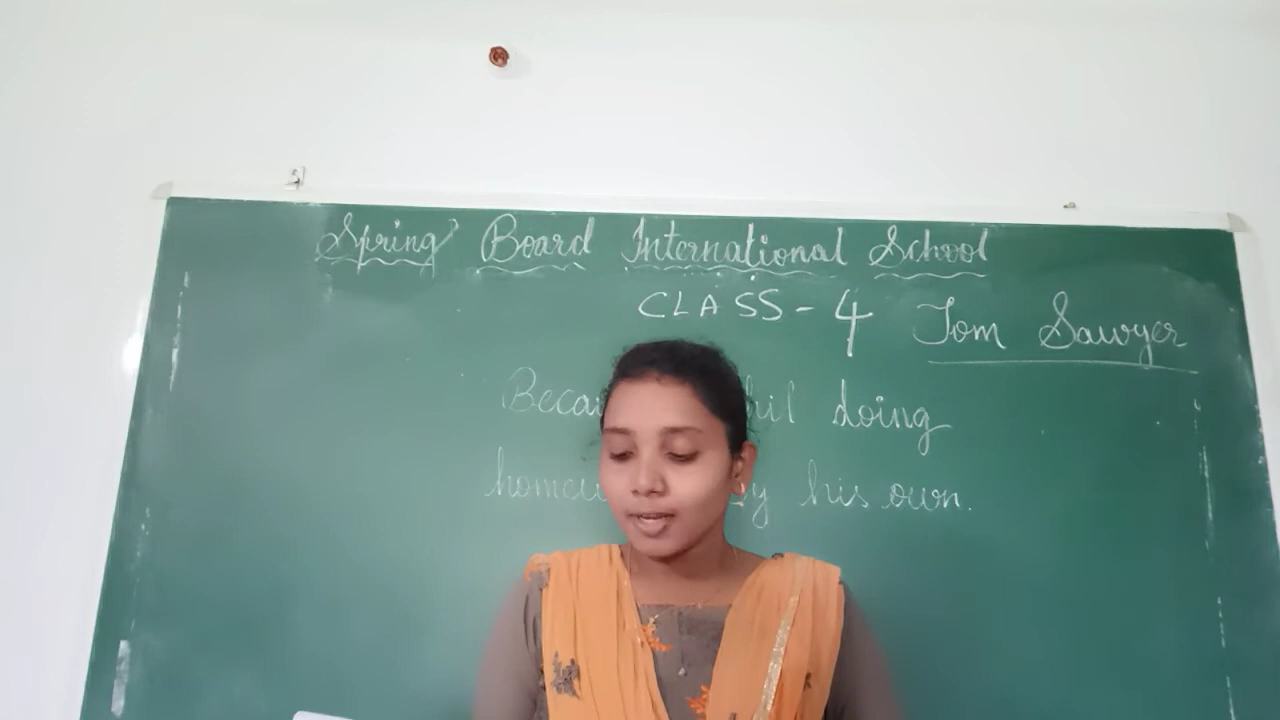 Spring Board International School
CLASS - 4 Tom Sawyer
doing
his own.